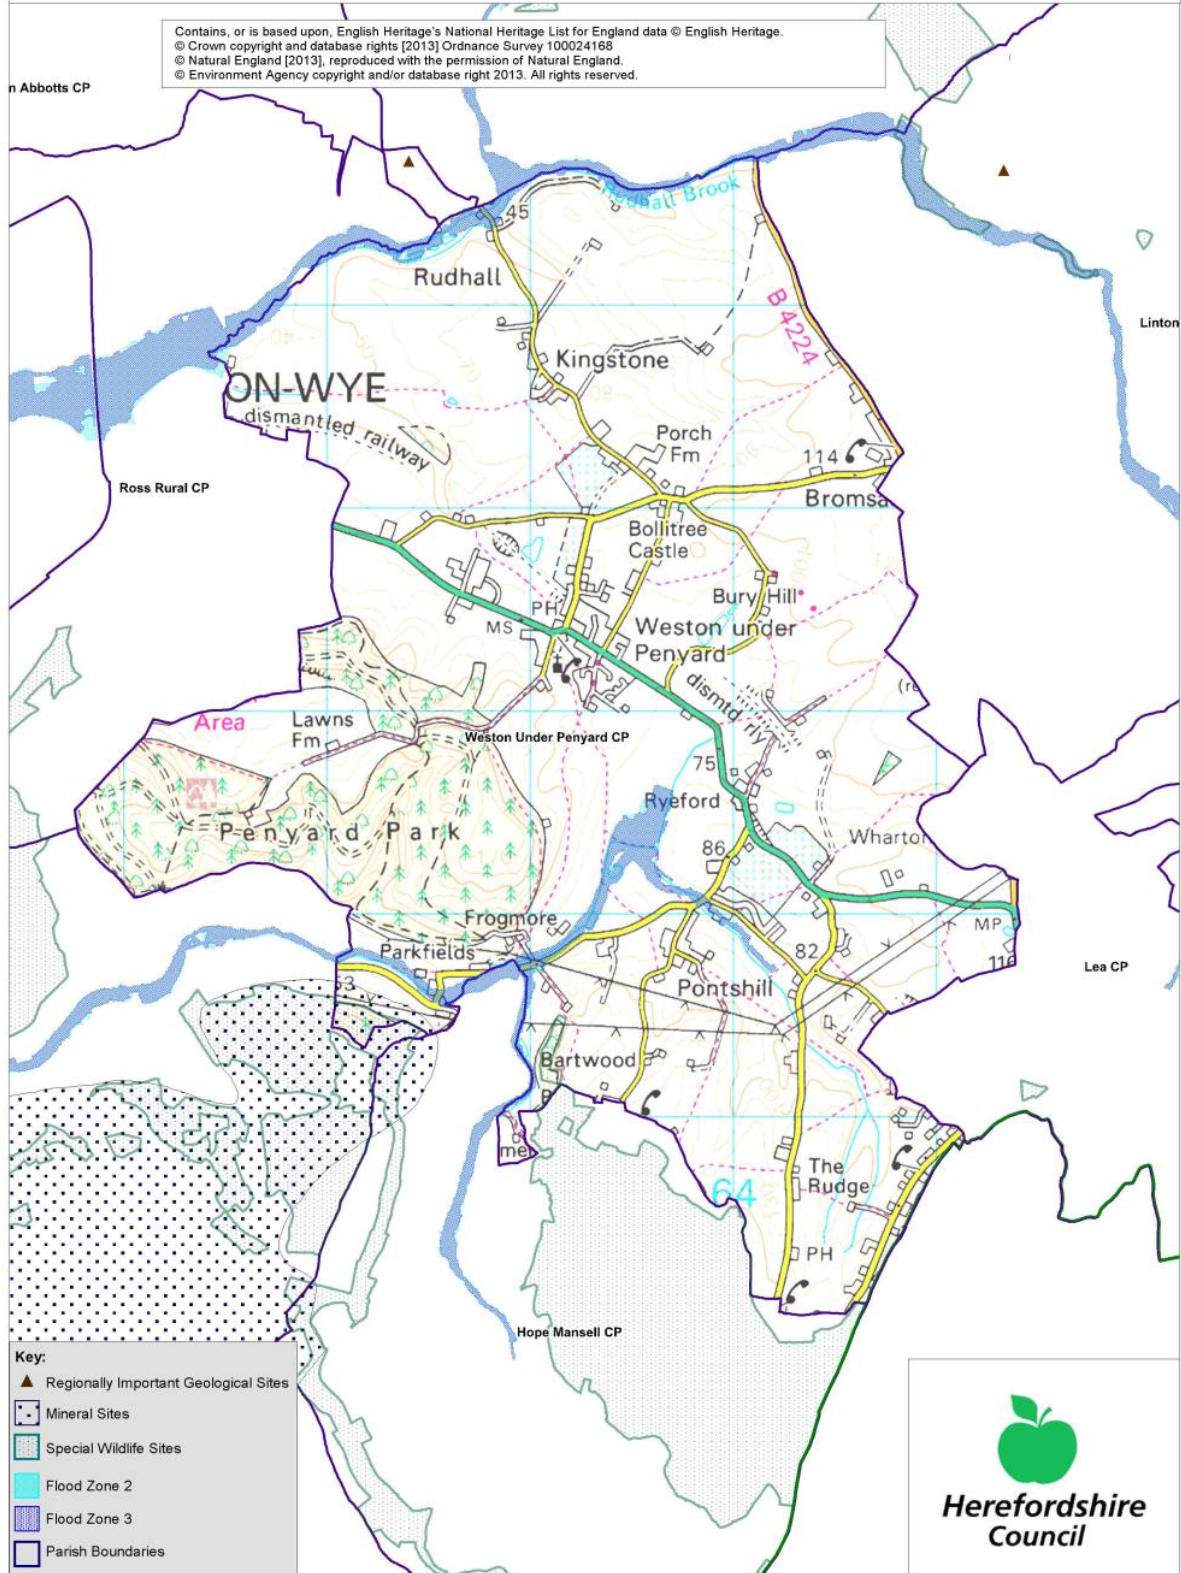 Contains, or is based upon, English Heritage's National Heritage List for England data © English Heritage.
© Crown copyright and database rights [2013] Ordnance Survey 100024168
© Natural England [2013], reproduced with the permission of Natural England.
© Environment Agency copyright and/or database right 2013. All rights reserved.
n Abbotts CP
Rudhall Brook
45
Rudhall
B 4224
Linton
Kingstone
ON-WYE
dismantled railway
Porch
Fm
114
Ross Rural CP
Bromsa
Bollitree
Castle
Bury Hill
PH
MS
Weston under
Penyard
dismtd rly
Area
Lawns
Fm
Weston Under Penyard CP
75
Ryeford
Penyard Park
86
Wharton
Frogmore
MP
Parkfields
82
116
Lea CP
53
Pontshill
Bartwood
me
The
Rudge
64
PH
Hope Mansell CP
Key:
Regionally Important Geological Sites
Mineral Sites
Special Wildlife Sites
Flood Zone 2
Flood Zone 3
Parish Boundaries
Herefordshire
Council